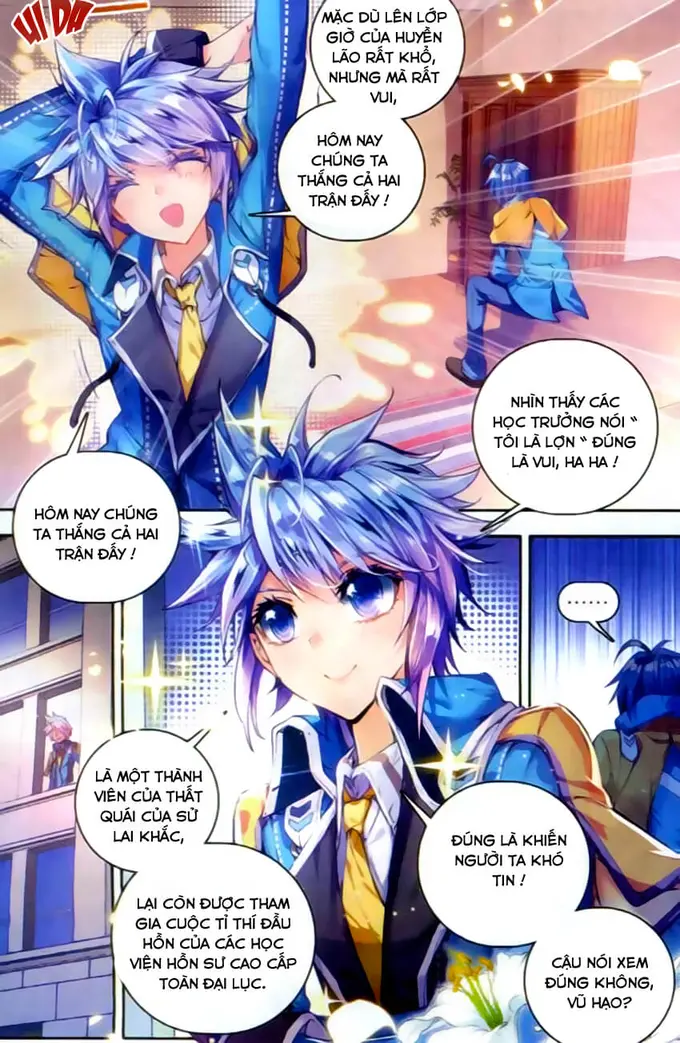 HI DA
MẶC DÙ LÊN LỚP
GIỜ CỦA HUYỀN
LÃO RẤT KHỔ,
NHƯNG MÀ RẤT
VUI,
HÔM NAY
CHÚNG TA
THẮNG CẢ HAI
TRẬN ĐẤY !
NHÌN THẤY CÁC
HỌC TRƯỞNG NÓI "
TÔI LÀ LỢN " ĐÚNG
LÀ VUI, HA HA !
HÔM NAY CHÚNG
TA THẮNG CẢ HAI
TRẬN ĐẤY !
......
LÀ MỘT THÀNH
VIÊN CỦA THẤT
QUÁI CỦA SỬ
LAI KHẮC,
LẠI CÒN ĐƯỢC THAM
GIA CUỘC TỈ THÍ ĐẤU
HỒN CỦA CÁC HỌC
VIỆN HỒN SƯ CAO CẤP
TOÀN ĐẠI LỤC.
ĐÚNG LÀ KHIẾN
NGƯỜI TA KHÓ
TIN !
CẬU NÓI XEM
ĐÚNG KHÔNG,
VŨ HẠO?